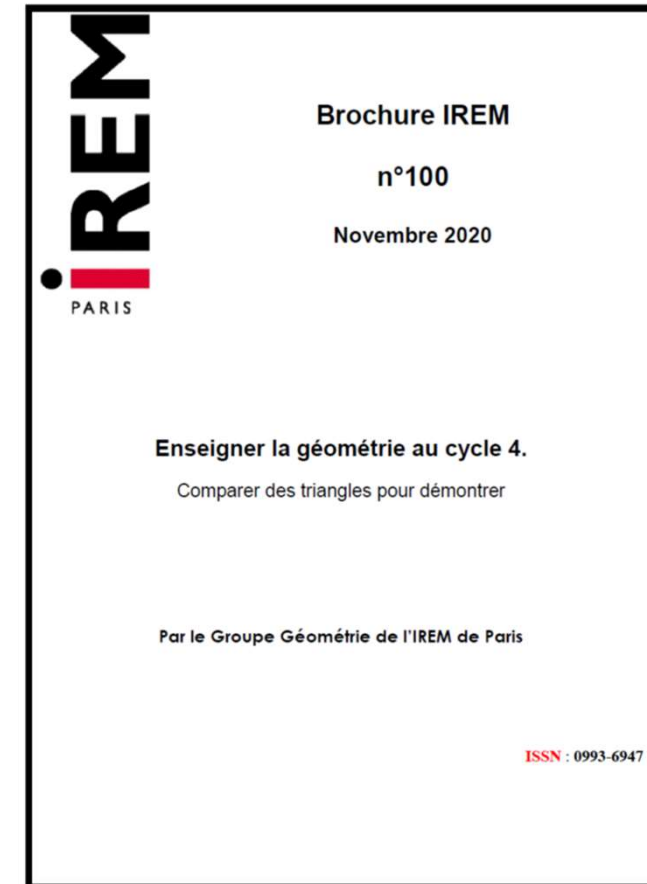 iREM
PARIS
Brochure IREM
n°100
Novembre 2020
Enseigner la géométrie au cycle 4.
Comparer des triangles pour démontrer
Par le Groupe Géométrie de l'IREM de Paris
ISSN : 0993-6947